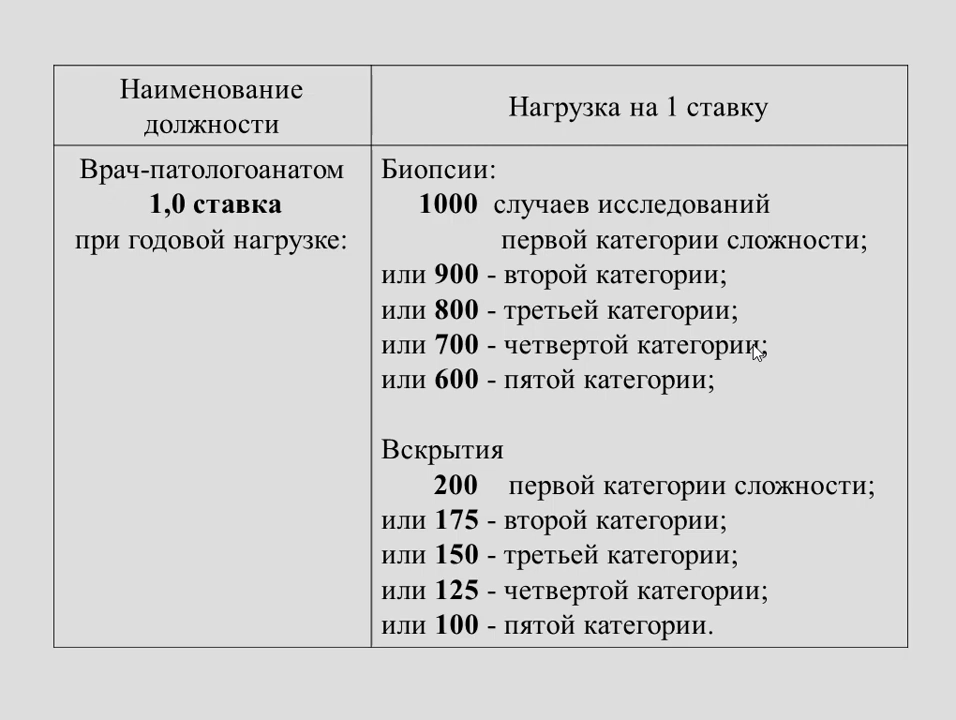 Наименование
должности
Нагрузка на 1 ставку
Врач-патологоанатом
1,0 ставка
при годовой нагрузке:
Биопсии:
1000 случаев исследований
первой категории сложности;
или 900 - второй категории;
или 800 - третьей категории;
или 700 - четвертой категории;
или 600 - пятой категории;
Вскрытия
200 первой категории сложности;
или 175 - второй категории;
или 150 - третьей категории;
или 125 - четвертой категории;
или 100 - пятой категории.